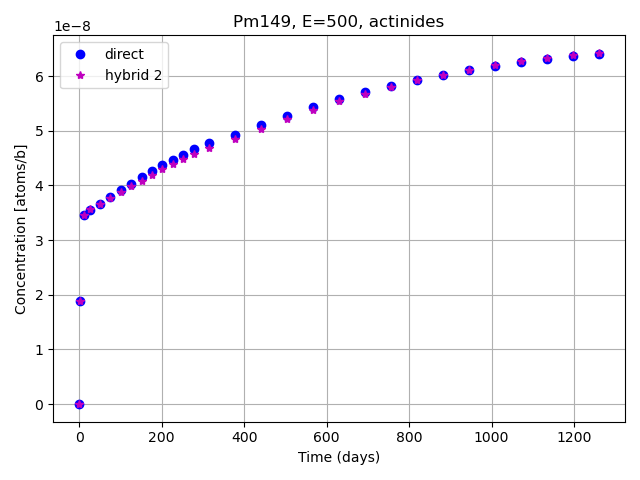 Pm149, E=500, actinides
1e−8
direct
hybrid 2
6
5
4
3
2
1
0
Concentration [atoms/b]
0 200 400 600 800 1000 1200
Time (days)